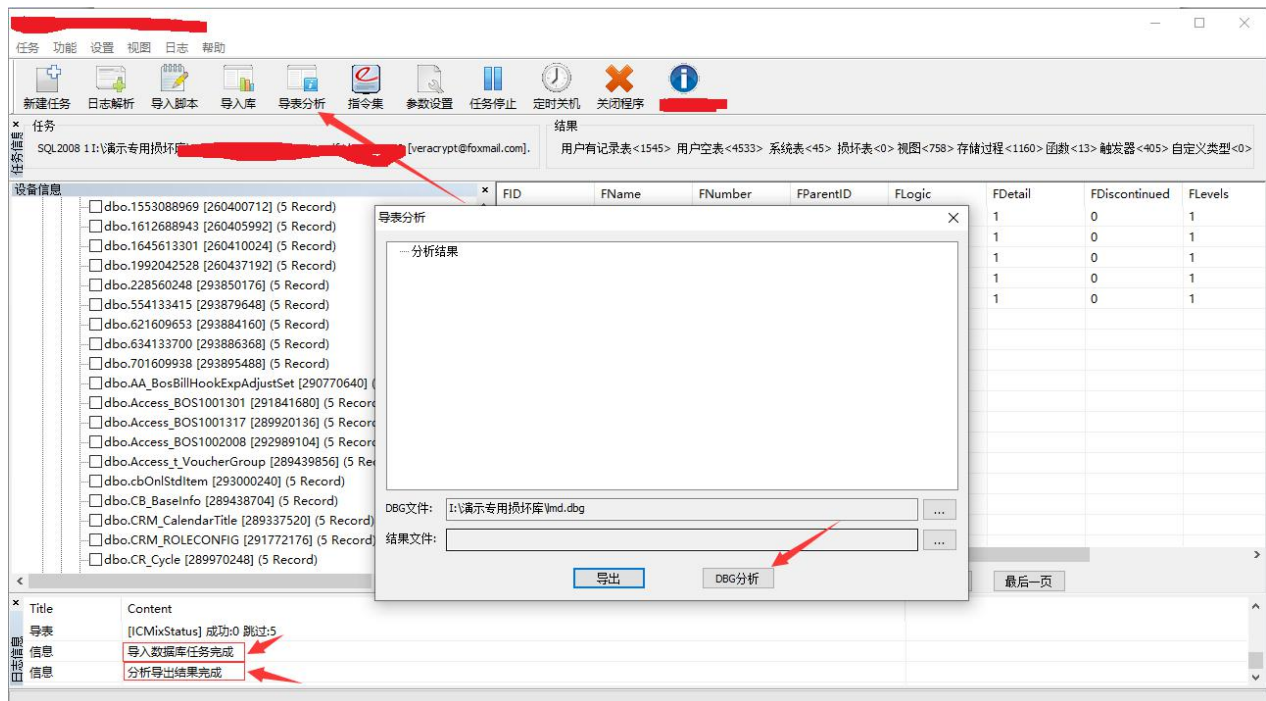 任务 功能 设置 视图 日志 帮助
新建任务 日志解析 导入脚本 导入库 导表分析 指令集 参数设置 任务停止 定时关机 关闭程序
任务信息
任务
SQL2008 1 I:\演示专用损坏库\ [veracrypt@foxmail.com].
结果
用户有记录表<1545> 用户空表<4533> 系统表<45> 损坏表<0> 视图<758> 存储过程<1160> 函数<13> 触发器<405> 自定义类型<0>
设备信息
dbo.1553088969 [260400712] (5 Record)
dbo.1612688943 [260405992] (5 Record)
dbo.1645613301 [260410024] (5 Record)
dbo.1992042528 [260437192] (5 Record)
dbo.228560248 [293850176] (5 Record)
dbo.554133415 [293879648] (5 Record)
dbo.621609653 [293884160] (5 Record)
dbo.634133700 [293886368] (5 Record)
dbo.701609938 [293895488] (5 Record)
dbo.AA_BosBillHookExpAdjustSet [290770640] (
dbo.Access_BOS1001301 [291841680] (5 Record
dbo.Access_BOS1001317 [289920136] (5 Record
dbo.Access_BOS1002008 [292989104] (5 Record
dbo.Access_t_VoucherGroup [289439856] (5 Re
dbo.cbOnlStdItem [293000240] (5 Record)
dbo.CB_BaseInfo [289438704] (5 Record)
dbo.CRM_CalendarTitle [289337520] (5 Record)
dbo.CRM_ROLECONFIG [291772176] (5 Record)
dbo.CR_Cycle [289970248] (5 Record)
FID FName FNumber FParentID FLogic FDetail FDiscontinued FLevels
1 0 1
1 0 1
1 0 1
1 0 1
1 0 1
导表分析
分析结果
DBG文件: I:\演示专用损坏库\lmd.dbg ...
结果文件: ...
导出 DBG分析
最后一页
日志信息
Title Content
导表 [ICMixStatus] 成功:0 跳过:5
信息 导入数据库任务完成
信息 分析导出结果完成